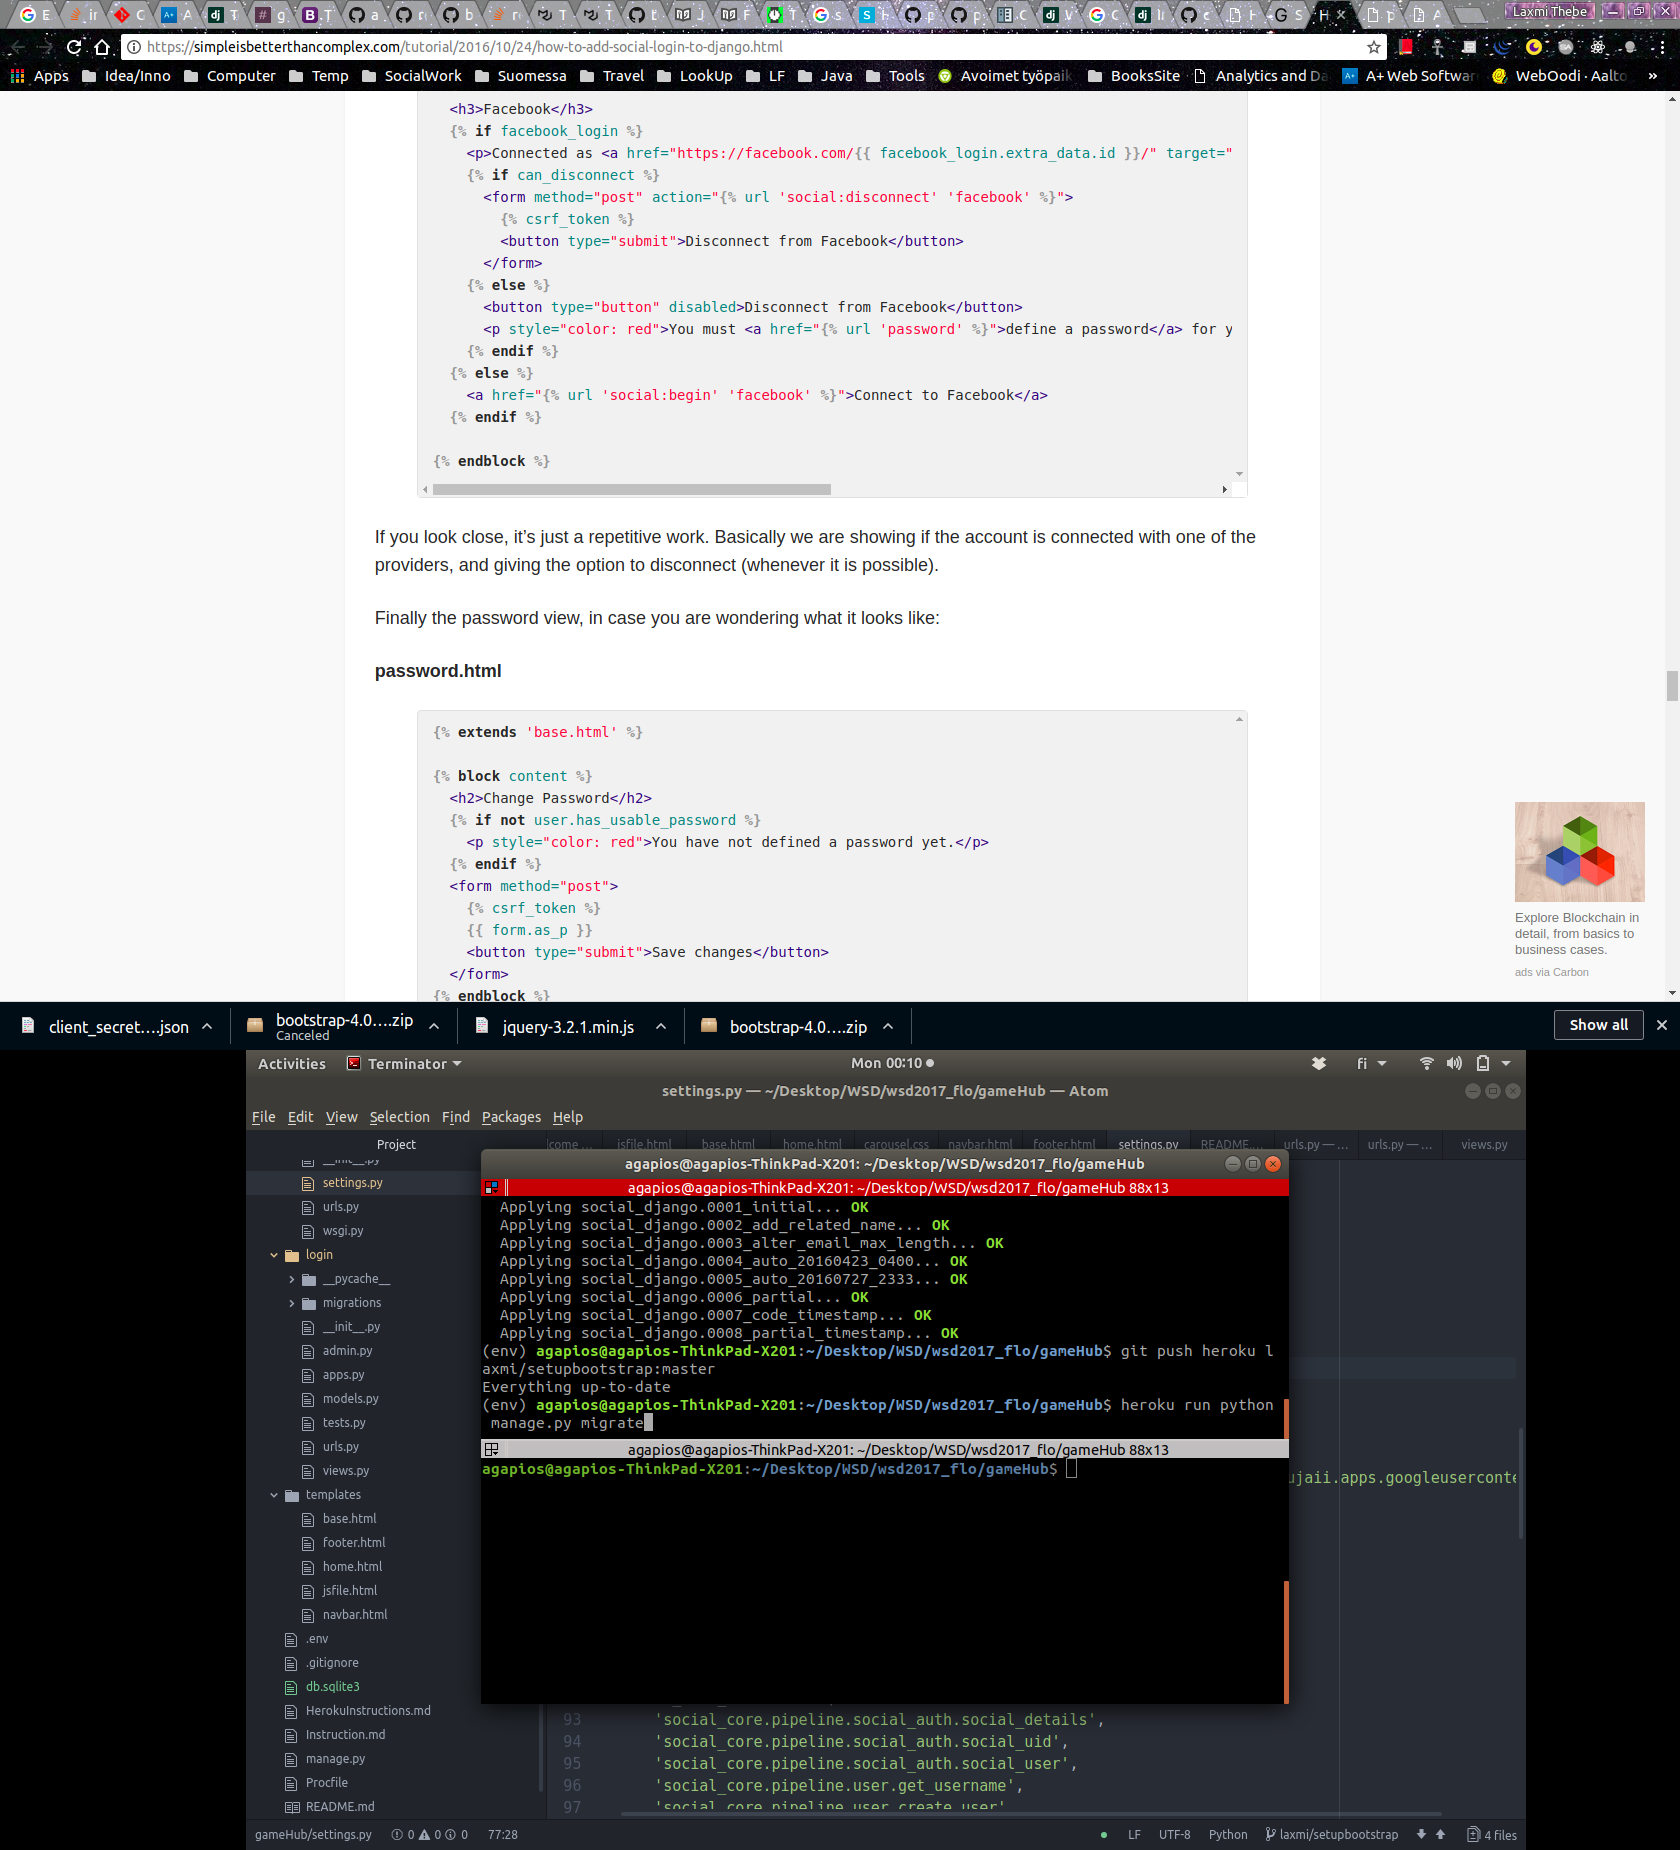 Laxmi Thebe
https://simpleisbetterthancomplex.com/tutorial/2016/10/24/how-to-add-social-login-to-django.html
Apps Idea/Inno Computer Temp SocialWork Suomessa Travel LookUp LF Java Tools Avoimet työpaik BooksSite Analytics and Da A+ Web Softwar WebOodi · Aalto »
<h3>Facebook</h3>
{% if facebook_login %}
<p>Connected as <a href="https://facebook.com/{{ facebook_login.extra_data.id }}/" target="
{% if can_disconnect %}
<form method="post" action="{% url 'social:disconnect' 'facebook' %}">
{% csrf_token %}
<button type="submit">Disconnect from Facebook</button>
</form>
{% else %}
<button type="button" disabled>Disconnect from Facebook</button>
<p style="color: red">You must <a href="{% url 'password' %}">define a password</a> for y
{% endif %}
{% else %}
<a href="{% url 'social:begin' 'facebook' %}">Connect to Facebook</a>
{% endif %}
{% endblock %}
If you look close, it’s just a repetitive work. Basically we are showing if the account is connected with one of the
providers, and giving the option to disconnect (whenever it is possible).
Finally the password view, in case you are wondering what it looks like:
password.html
{% extends 'base.html' %}
{% block content %}
<h2>Change Password</h2>
{% if not user.has_usable_password %}
<p style="color: red">You have not defined a password yet.</p>
{% endif %}
<form method="post">
{% csrf_token %}
{{ form.as_p }}
<button type="submit">Save changes</button>
</form>
{% endblock %}
Explore Blockchain in
detail, from basics to
business cases.
ads via Carbon
client_secret....json
bootstrap-4.0....zip
Canceled
jquery-3.2.1.min.js
bootstrap-4.0....zip
Show all
Activities Terminator Mon 00:10 fi
settings.py — ~/Desktop/WSD/wsd2017_flo/gameHub — Atom
File Edit View Selection Find Packages Help
Project
lcome ... jsfile.html base.html home.html carousel.css navbar.html footer.html settings.py README.... urls.py — ... urls.py — ... views.py
__init__.py
settings.py
urls.py
wsgi.py
login
__pycache__
migrations
__init__.py
admin.py
apps.py
models.py
tests.py
urls.py
views.py
templates
base.html
footer.html
home.html
jsfile.html
navbar.html
.env
.gitignore
db.sqlite3
HerokuInstructions.md
Instruction.md
manage.py
Procfile
README.md
agapios@agapios-ThinkPad-X201: ~/Desktop/WSD/wsd2017_flo/gameHub
agapios@agapios-ThinkPad-X201: ~/Desktop/WSD/wsd2017_flo/gameHub 88x13
Applying social_django.0001_initial... OK
Applying social_django.0002_add_related_name... OK
Applying social_django.0003_alter_email_max_length... OK
Applying social_django.0004_auto_20160423_0400... OK
Applying social_django.0005_auto_20160727_2333... OK
Applying social_django.0006_partial... OK
Applying social_django.0007_code_timestamp... OK
Applying social_django.0008_partial_timestamp... OK
(env) agapios@agapios-ThinkPad-X201:~/Desktop/WSD/wsd2017_flo/gameHub$ git push heroku l
axmi/setupbootstrap:master
Everything up-to-date
(env) agapios@agapios-ThinkPad-X201:~/Desktop/WSD/wsd2017_flo/gameHub$ heroku run python
manage.py migrate
agapios@agapios-ThinkPad-X201: ~/Desktop/WSD/wsd2017_flo/gameHub 88x13
agapios@agapios-ThinkPad-X201:~/Desktop/WSD/wsd2017_flo/gameHub$
ujaii.apps.googleuserconte
93 'social_core.pipeline.social_auth.social_details',
94 'social_core.pipeline.social_auth.social_uid',
95 'social_core.pipeline.social_auth.social_user',
96 'social_core.pipeline.user.get_username',
97 'social_core.pipeline.user.create_user'
gameHub/settings.py 0 0 0 77:28 LF UTF-8 Python laxmi/setupbootstrap 4 files